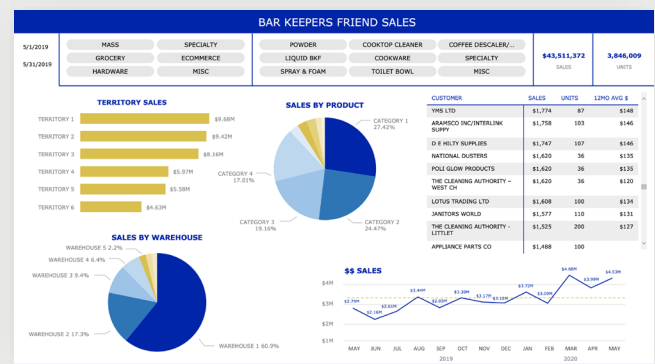 BAR KEEPERS FRIEND SALES
5/1/2019
5/31/2019
MASS SPECIALTY
GROCERY ECOMMERCE
HARDWARE MISC
POWDER COOKTOP CLEANER COFFEE DESCALER/...
LIQUID BKF COOKWARE SPECIALTY
SPRAY & FOAM TOILET BOWL MISC
$43,511,372
SALES
3,846,009
UNITS
TERRITORY SALES
TERRITORY 1 $9.68M
TERRITORY 2 $9.42M
TERRITORY 3 $8.16M
TERRITORY 4 $5.97M
TERRITORY 5 $5.58M
TERRITORY 6 $4.63M
SALES BY PRODUCT
CATEGORY 1
27.42%
CATEGORY 4
17.01%
CATEGORY 3
19.16%
CATEGORY 2
24.47%
CUSTOMER SALES UNITS 12MO AVG $
YMS LTD $1,774 87 $148
ARAMSCO INC/INTERLINK
SUPPY $1,758 103 $146
D E HILTY SUPPLIES $1,747 107 $146
NATIONAL DUSTERS $1,620 36 $135
POLI GLOW PRODUCTS $1,620 36 $135
THE CLEANING AUTHORITY –
WEST CH $1,620 36 $120
LOTUS TRADING LTD $1,608 100 $134
JANITORS WORLD $1,577 110 $131
THE CLEANING AUTHORITY -
LITTLET $1,525 200 $127
APPLIANCE PARTS CO $1,488 100
SALES BY WAREHOUSE
WAREHOUSE 5 2.2%
WAREHOUSE 4 6.4%
WAREHOUSE 3 9.4%
WAREHOUSE 2 17.3%
WAREHOUSE 1 60.9%
$$ SALES
$4M
$3M
$2M
$1M
$2.79M $2.16M $2.61M $3.44M $2.85M $3.38M $3.17M $3.10M $3.72M $3.09M $4.68M $3.98M $4.53M
MAY JUN JUL AUG SEP OCT NOV DEC JAN FEB MAR APR MAY
2019 2020